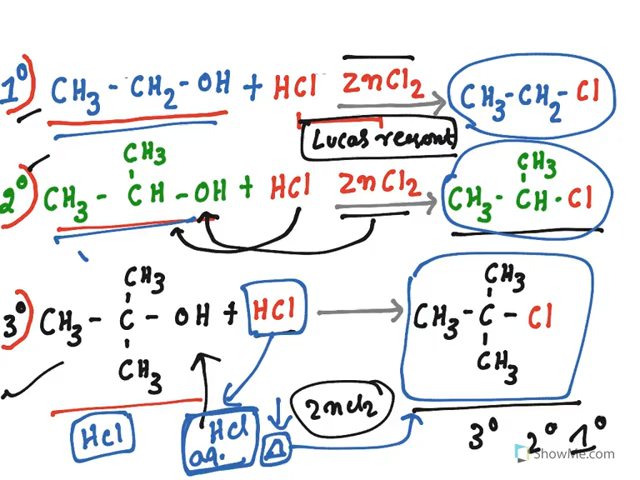 1° CH3 - CH2 - OH + HCl ZnCl2 CH3 - CH2 - Cl
Lucas reagent
CH3 CH3
2° CH3 - CH - OH + HCl ZnCl2 CH3 - CH - Cl
CH3 CH3
3° CH3 - C - OH + HCl CH3 - C - Cl
CH3 CH3
HCl HCl aq. Δ ZnCl2
3° 2° 1°
ShowMe.com